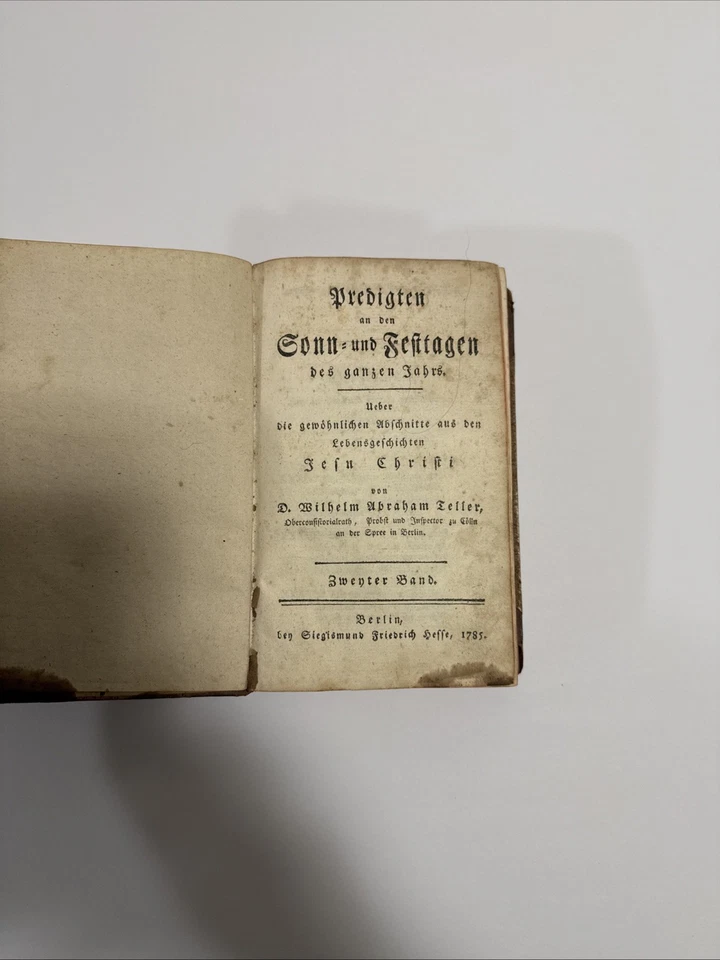 Predigten
an den
Sonn- und Festtagen
des ganzen Jahrs.
Ueber
die gewöhnlichen Abschnitte aus den
Lebensgeschichten
Jesu Christi
von
D. Wilhelm Abraham Teller,
Oberconsistorialrath, Probst und Inspector zu Cölln
an der Spree in Berlin.
Zweyter Band.
Berlin,
bey Siegismund Friedrich Hesse, 1785.